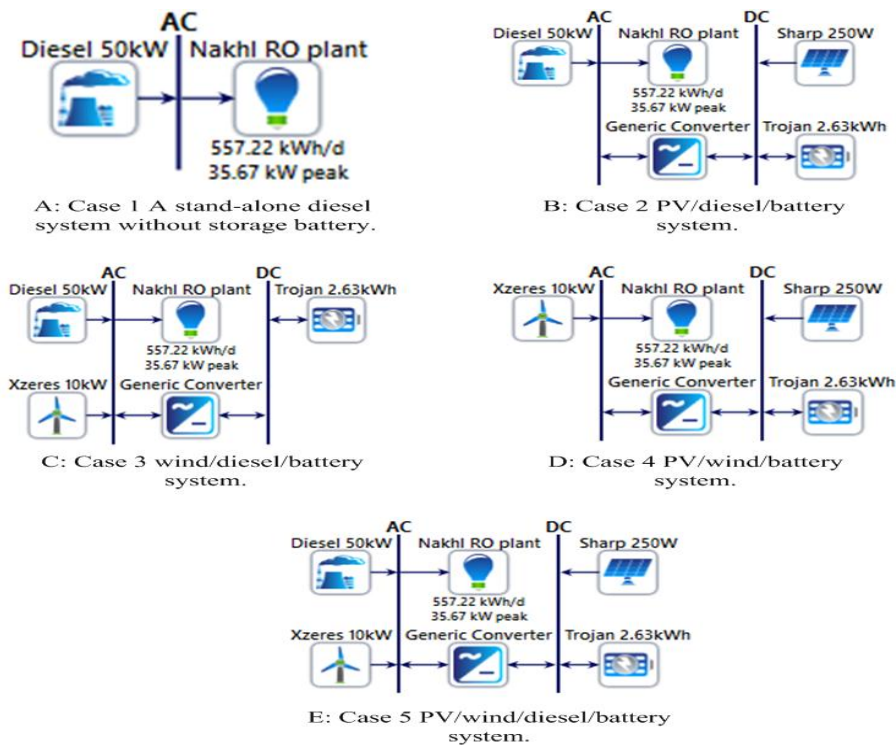 AC
Diesel 50kW Nakhl RO plant
557.22 kWh/d
35.67 kW peak
A: Case 1 A stand-alone diesel
system without storage battery.
AC DC
Diesel 50kW Nakhl RO plant Sharp 250W
557.22 kWh/d
35.67 kW peak
Generic Converter Trojan 2.63kWh
B: Case 2 PV/diesel/battery
system.
AC DC
Diesel 50kW Nakhl RO plant Trojan 2.63kWh
557.22 kWh/d
35.67 kW peak
Xzeres 10kW Generic Converter
C: Case 3 wind/diesel/battery
system.
AC DC
Xzeres 10kW Nakhl RO plant Sharp 250W
557.22 kWh/d
35.67 kW peak
Generic Converter Trojan 2.63kWh
D: Case 4 PV/wind/battery
system.
AC DC
Diesel 50kW Nakhl RO plant Sharp 250W
557.22 kWh/d
35.67 kW peak
Xzeres 10kW Generic Converter Trojan 2.63kWh
E: Case 5 PV/wind/diesel/battery
system.